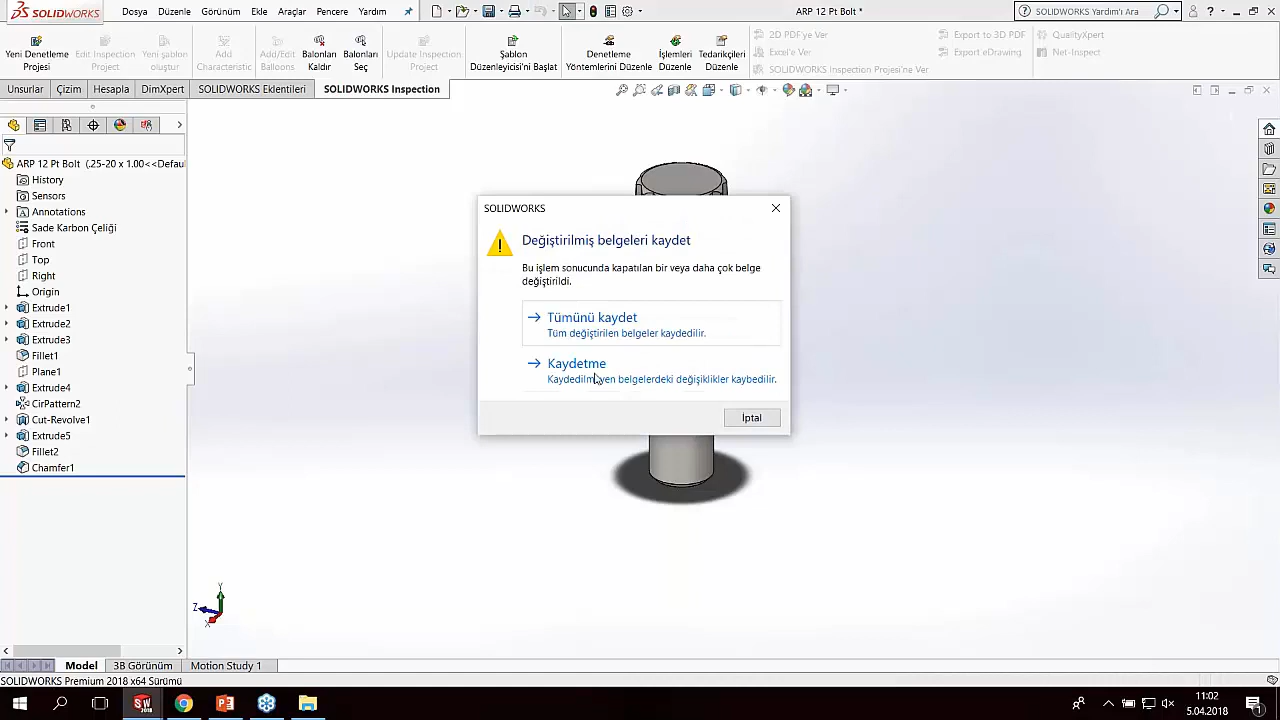 SOLIDWORKS
Dosya Düzenle Görünüm Ekle Araçlar Pencere Yardım
ARP 12 Pt Bolt *
SOLIDWORKS Yardım'ı Ara
Yeni Denetleme Projesi
Edit Inspection Project
Yeni şablon oluştur
Add Characteristic
Add/Edit Balloons
Balonları Kaldır
Balonları Seç
Update Inspection Project
Şablon Düzenleyicisi'ni Başlat
Denetleme Yöntemlerini Düzenle
İşlemleri Düzenle
Tedarikçileri Düzenle
2D PDF'ye Ver
Excel'e Ver
SOLIDWORKS Inspection Projesi'ne Ver
Export to 3D PDF
Export eDrawing
QualityXpert
Net-Inspect
Unsurlar Çizim Hesapla DimXpert SOLIDWORKS Eklentileri SOLIDWORKS Inspection
ARP 12 Pt Bolt (.25-20 x 1.00<<Defau
History
Sensors
Annotations
Sade Karbon Çeliği
Front
Top
Right
Origin
Extrude1
Extrude2
Extrude3
Fillet1
Plane1
Extrude4
CirPattern2
Cut-Revolve1
Extrude5
Fillet2
Chamfer1
SOLIDWORKS
Değiştirilmiş belgeleri kaydet
Bu işlem sonucunda kapatılan bir veya daha çok belge
değiştirildi.
Tümünü kaydet
Tüm değiştirilen belgeler kaydedilir.
Kaydetme
Kaydedilmeyen belgelerdeki değişiklikler kaybedilir.
İptal
Y
Z
X
Model 3B Görünüm Motion Study 1
SOLIDWORKS Premium 2018 x64 Sürümü
SW
2018
11:02
5.04.2018
1